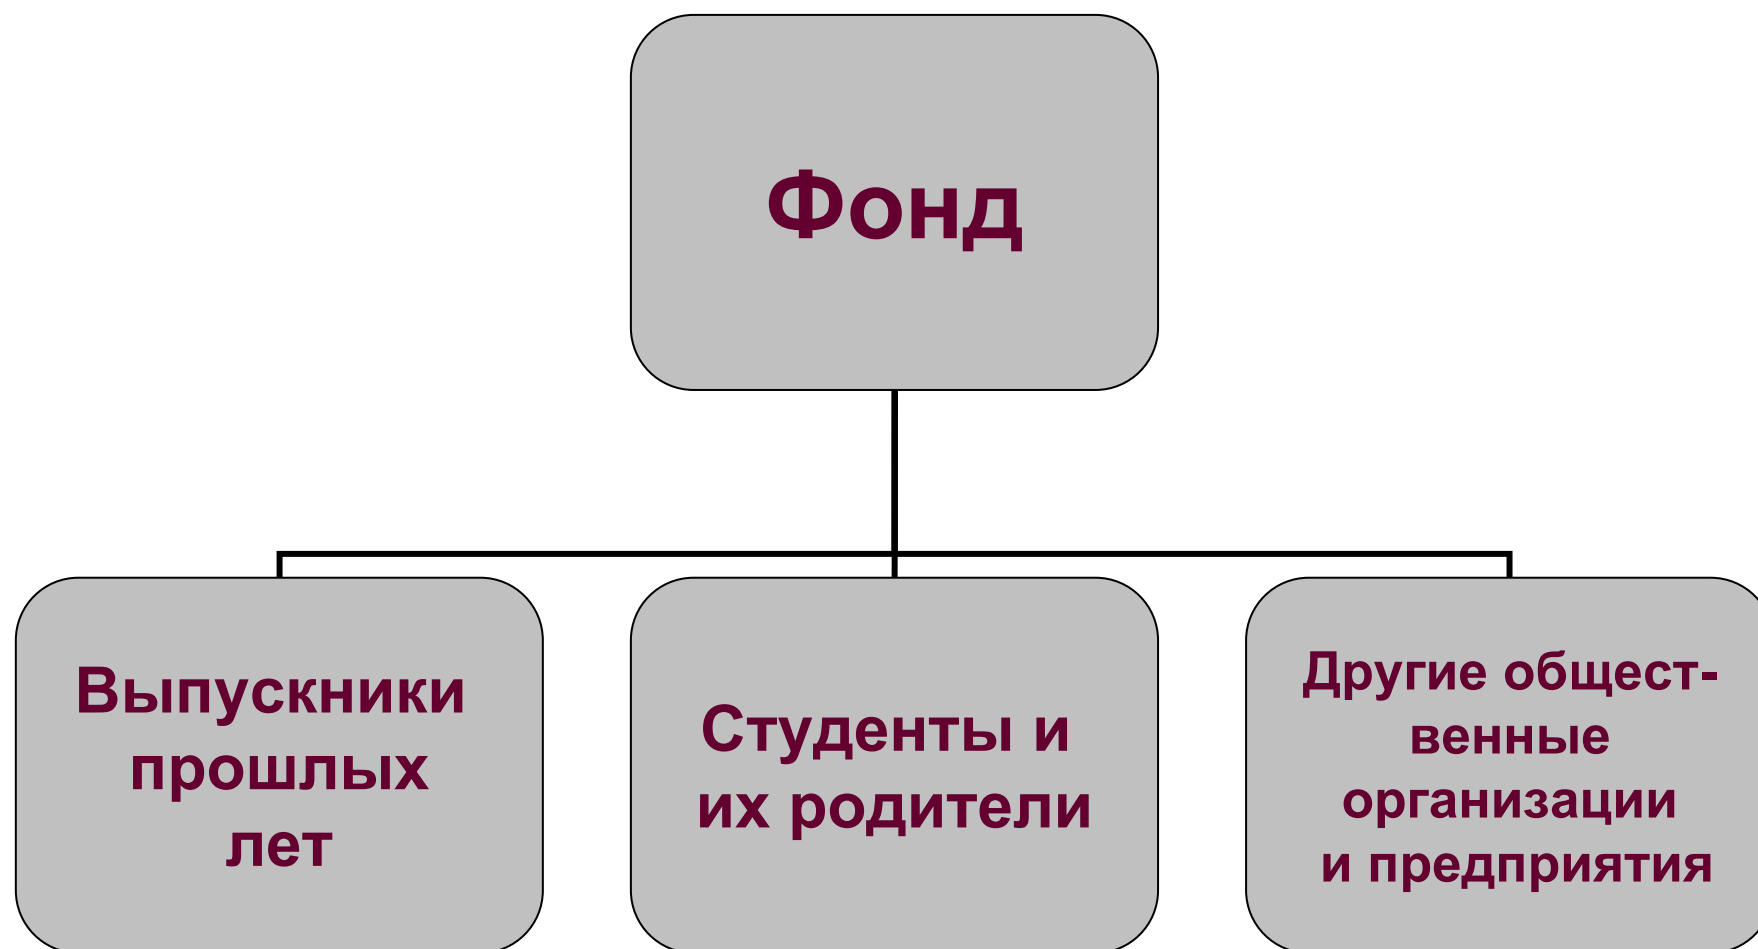 Фонд
Выпускники
прошлых
лет
Студенты и
их родители
Другие общест-
венные
организации
и предприятия